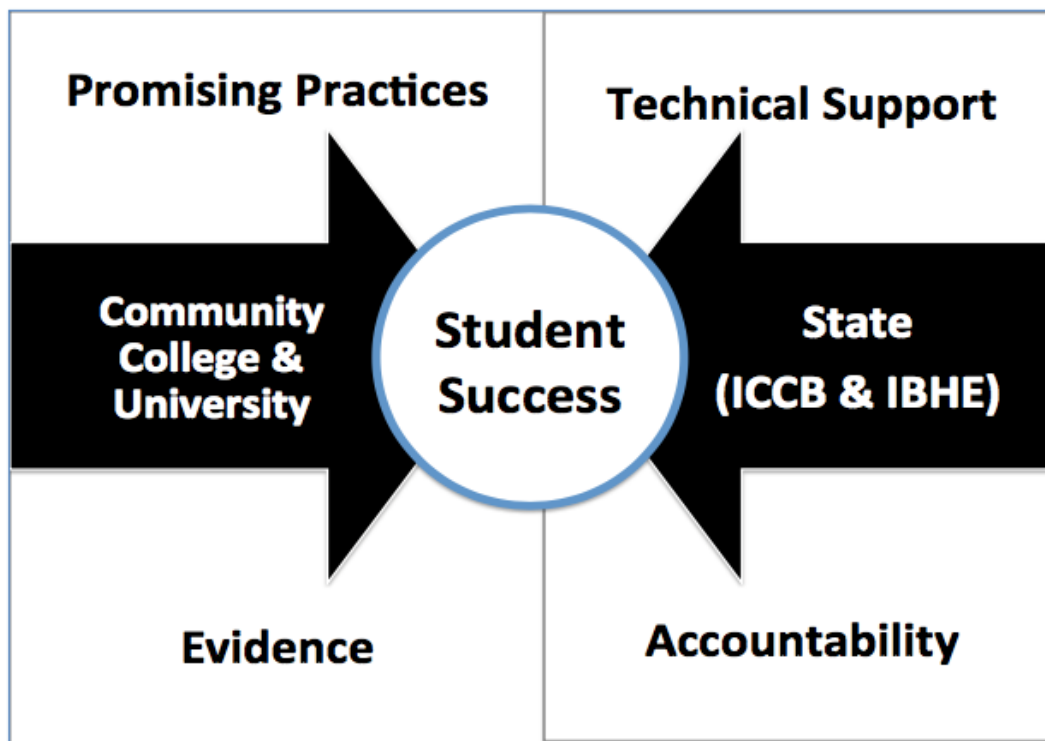 Promising Practices
Technical Support
Community
College &
University
Student
Success
State
(ICCB & IBHE)
Evidence
Accountability